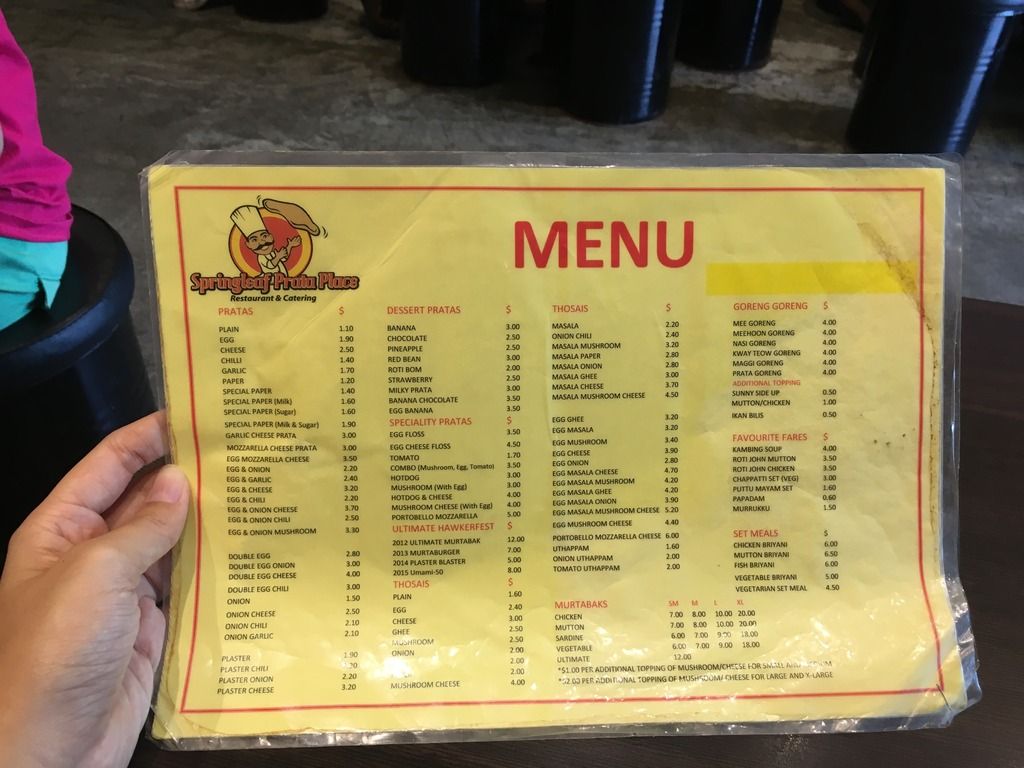 Springleaf Prata Place
Restaurant & Catering
MENU
PRATAS $
PLAIN 1.10
EGG 1.90
CHEESE 2.50
CHILLI 1.40
GARLIC 1.70
PAPER 1.20
SPECIAL PAPER 1.40
SPECIAL PAPER (Milk) 1.60
SPECIAL PAPER (Sugar) 1.60
SPECIAL PAPER (Milk & Sugar) 1.90
GARLIC CHEESE PRATA 3.00
MOZZARELLA CHEESE PRATA 3.00
EGG MOZZARELLA CHEESE 3.50
EGG & ONION 2.20
EGG & GARLIC 2.40
EGG & CHEESE 3.20
EGG & CHILI 2.20
EGG & ONION CHEESE 3.70
EGG & ONION CHILI 2.50
EGG & ONION MUSHROOM 3.30
DOUBLE EGG 2.80
DOUBLE EGG ONION 3.00
DOUBLE EGG CHEESE 4.00
DOUBLE EGG CHILI 3.00
ONION 1.50
ONION CHEESE 2.50
ONION CHILI 2.10
ONION GARLIC 2.10
PLASTER 1.90
PLASTER CHILI 2.20
PLASTER ONION 2.20
PLASTER CHEESE 3.20
DESSERT PRATAS $
BANANA 3.00
CHOCOLATE 2.50
PINEAPPLE 2.50
RED BEAN 3.00
ROTI BOM 2.00
STRAWBERRY 2.50
MILKY PRATA 3.00
BANANA CHOCOLATE 3.50
EGG BANANA 3.50
SPECIALITY PRATAS $
EGG FLOSS 3.50
EGG CHEESE FLOSS 4.50
TOMATO 1.70
COMBO (Mushroom, Egg, Tomato) 3.50
HOTDOG 3.00
MUSHROOM (With Egg) 3.00
HOTDOG & CHEESE 4.00
MUSHROOM CHEESE (With Egg) 4.00
PORTOBELLO MOZZARELLA 5.00
ULTIMATE HAWKERFEST $
2012 ULTIMATE MURTABAK 12.00
2013 MURTABURGER 7.00
2014 PLASTER BLASTER 5.00
2015 Umami-50 8.00
THOSAIS $
PLAIN 1.60
EGG 2.40
CHEESE 3.00
GHEE 2.50
MUSHROOM 2.50
ONION 2.00
2.00
2.00
MUSHROOM CHEESE 4.00
THOSAIS $
MASALA 2.20
ONION CHILI 2.40
MASALA MUSHROOM 3.20
MASALA PAPER 2.80
MASALA ONION 2.80
MASALA GHEE 3.00
MASALA CHEESE 3.70
MASALA MUSHROOM CHEESE 4.50
EGG GHEE 3.20
EGG MASALA 3.20
EGG MUSHROOM 3.40
EGG CHEESE 3.90
EGG ONION 2.80
EGG MASALA CHEESE 4.70
EGG MASALA MUSHROOM 4.20
EGG MASALA GHEE 4.20
EGG MASALA ONION 3.90
EGG MASALA MUSHROOM CHEESE 5.20
EGG MUSHROOM CHEESE 4.40
PORTOBELLO MOZZARELLA CHEESE 6.00
UTHAPPAM 1.60
ONION UTHAPPAM 2.00
TOMATO UTHAPPAM 2.00
MURTABAKS SM M L XL
CHICKEN 7.00 8.00 10.00 20.00
MUTTON 7.00 8.00 10.00 20.00
SARDINE 6.00 7.00 9.00 18.00
VEGETABLE 6.00 7.00 9.00 18.00
ULTIMATE 12.00
*$1.00 PER ADDITIONAL TOPPING OF MUSHROOM/CHEESE FOR SMALL AND MEDIUM
*$2.00 PER ADDITIONAL TOPPING OF MUSHROOM/ CHEESE FOR LARGE AND X-LARGE
GORENG GORENG $
MEE GORENG 4.00
MEEHOON GORENG 4.00
NASI GORENG 4.00
KWAY TEOW GORENG 4.00
MAGGI GORENG 4.00
PRATA GORENG 4.00
ADDITIONAL TOPPING
SUNNY SIDE UP 0.50
MUTTON/CHICKEN 1.00
IKAN BILIS 0.50
FAVOURITE FARES $
KAMBING SOUP 4.00
ROTI JOHN MUTTON 3.50
ROTI JOHN CHICKEN 3.50
CHAPPATTI SET (VEG) 3.00
PUTTU MAYAM SET 1.60
PAPADAM 0.60
MURRUKKU 1.50
SET MEALS $
CHICKEN BRIYANI 6.00
MUTTON BRIYANI 6.50
FISH BRIYANI 6.00
VEGETABLE BRIYANI 5.00
VEGETARIAN SET MEAL 4.50